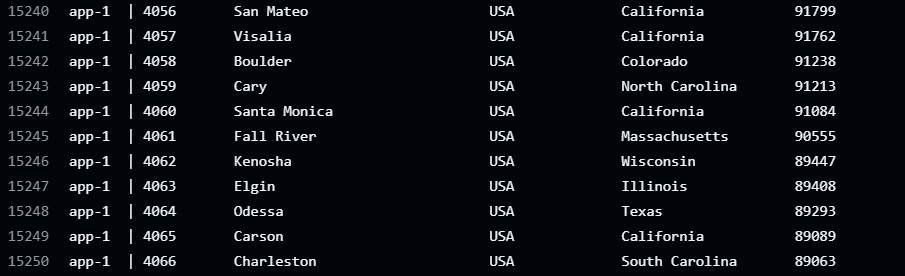 15240 app-1 | 4056 San Mateo USA California 91799
15241 app-1 | 4057 Visalia USA California 91762
15242 app-1 | 4058 Boulder USA Colorado 91238
15243 app-1 | 4059 Cary USA North Carolina 91213
15244 app-1 | 4060 Santa Monica USA California 91084
15245 app-1 | 4061 Fall River USA Massachusetts 90555
15246 app-1 | 4062 Kenosha USA Wisconsin 89447
15247 app-1 | 4063 Elgin USA Illinois 89408
15248 app-1 | 4064 Odessa USA Texas 89293
15249 app-1 | 4065 Carson USA California 89089
15250 app-1 | 4066 Charleston USA South Carolina 89063